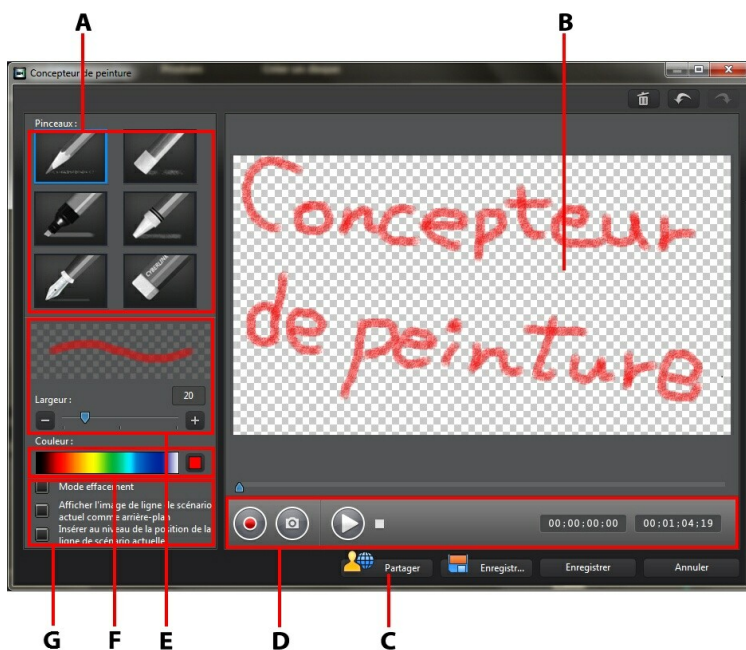 A
B
Concepteur de peinture
Pinceaux :
CYBERLINK
Concepteur
de peinture
Largeur :
20
Couleur :
Mode effacement
Afficher l'image de ligne de scénario
actuel comme arrière-plan
Insérer au niveau de la position de la
ligne de scénario actuelle
00:00:00:00
00:01:04;19
Partager
Enregistr...
Enregistrer
Annuler
G
F
E
D
C